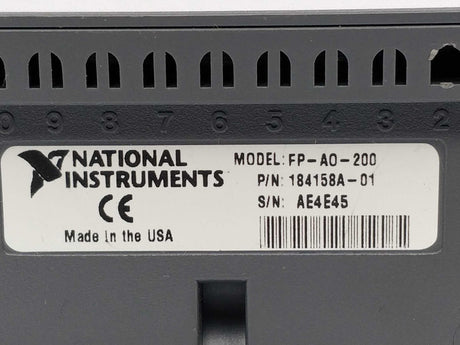 0 9 8 7 6 5 4 3 2
NATIONAL
INSTRUMENTS
CE
Made in the USA
MODEL: FP-AO-200
P/N: 184158A-01
S/N: AE4E45